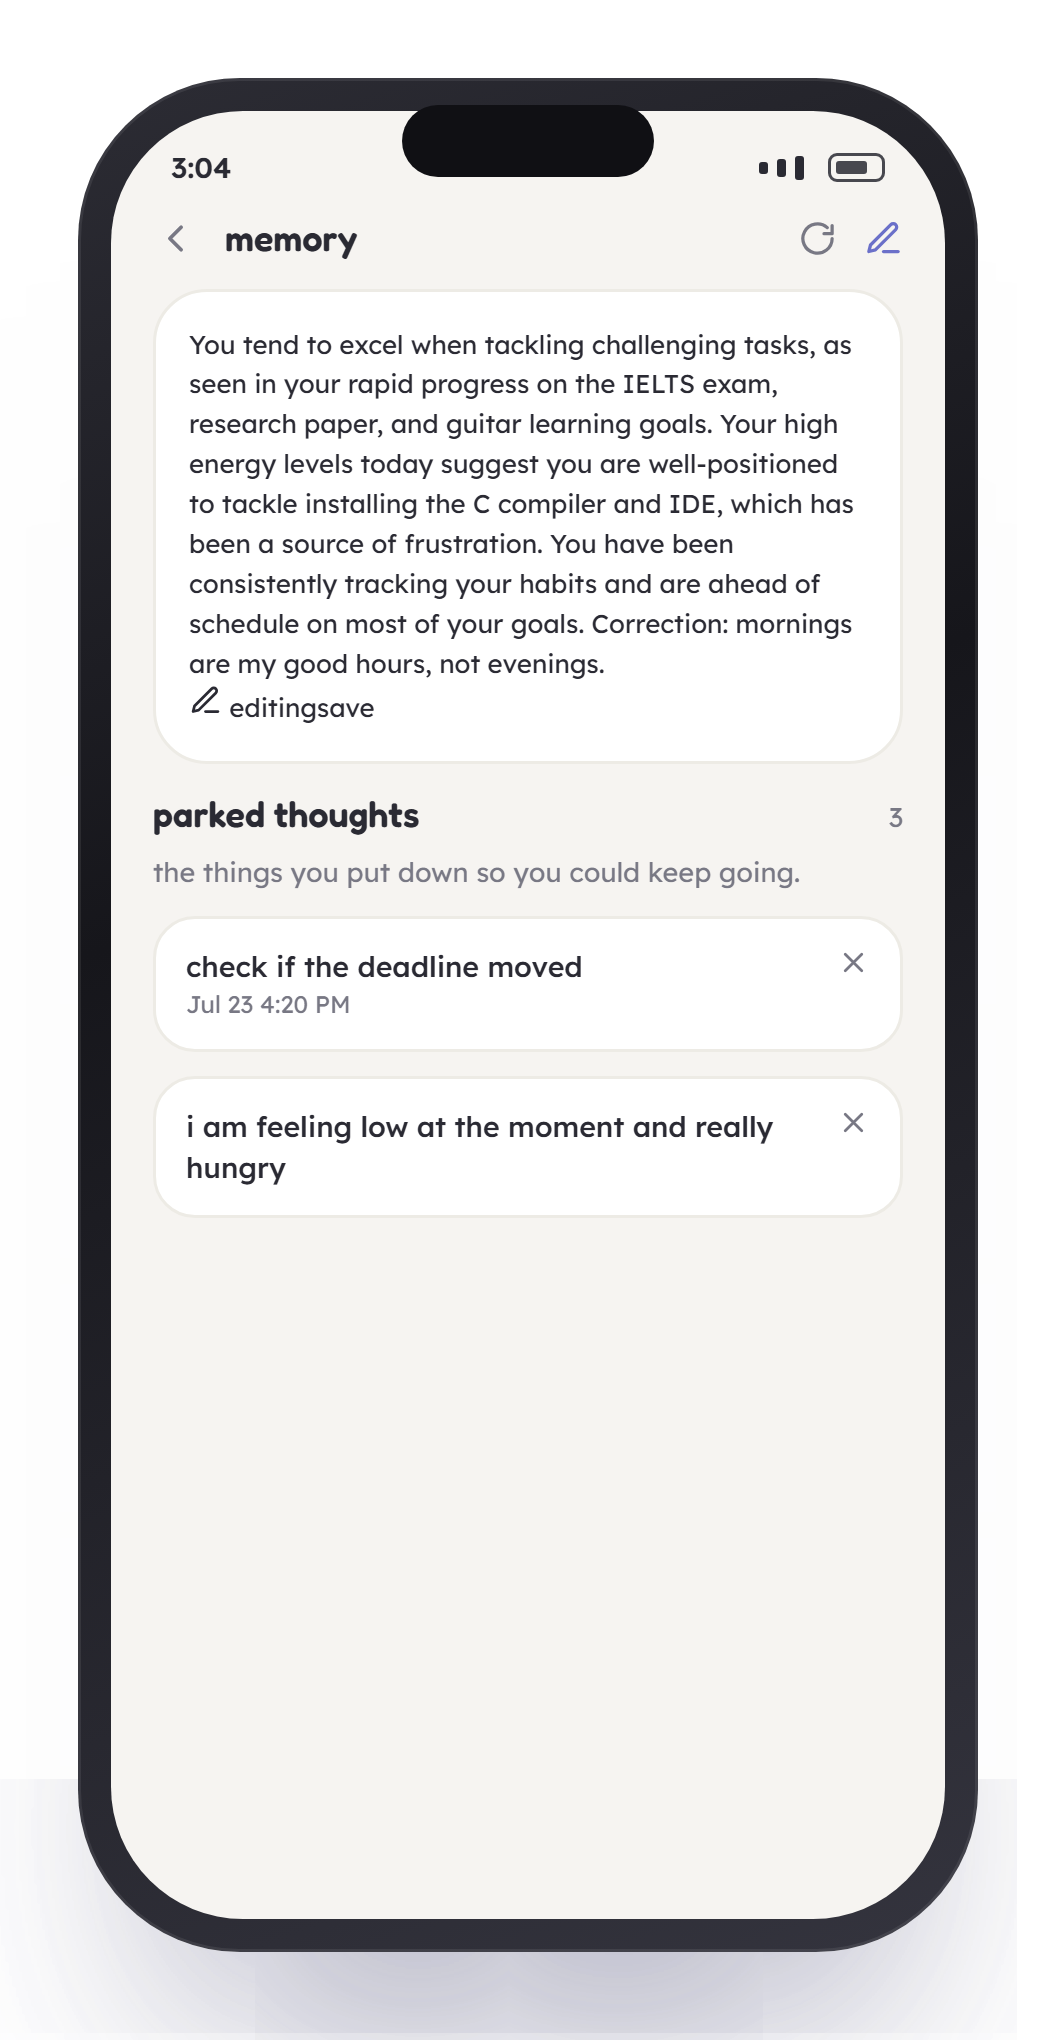 3:04
memory
You tend to excel when tackling challenging tasks, as
seen in your rapid progress on the IELTS exam,
research paper, and guitar learning goals. Your high
energy levels today suggest you are well-positioned
to tackle installing the C compiler and IDE, which has
been a source of frustration. You have been
consistently tracking your habits and are ahead of
schedule on most of your goals. Correction: mornings
are my good hours, not evenings.
editingsave
parked thoughts 3
the things you put down so you could keep going.
check if the deadline moved
Jul 23 4:20 PM
i am feeling low at the moment and really
hungry